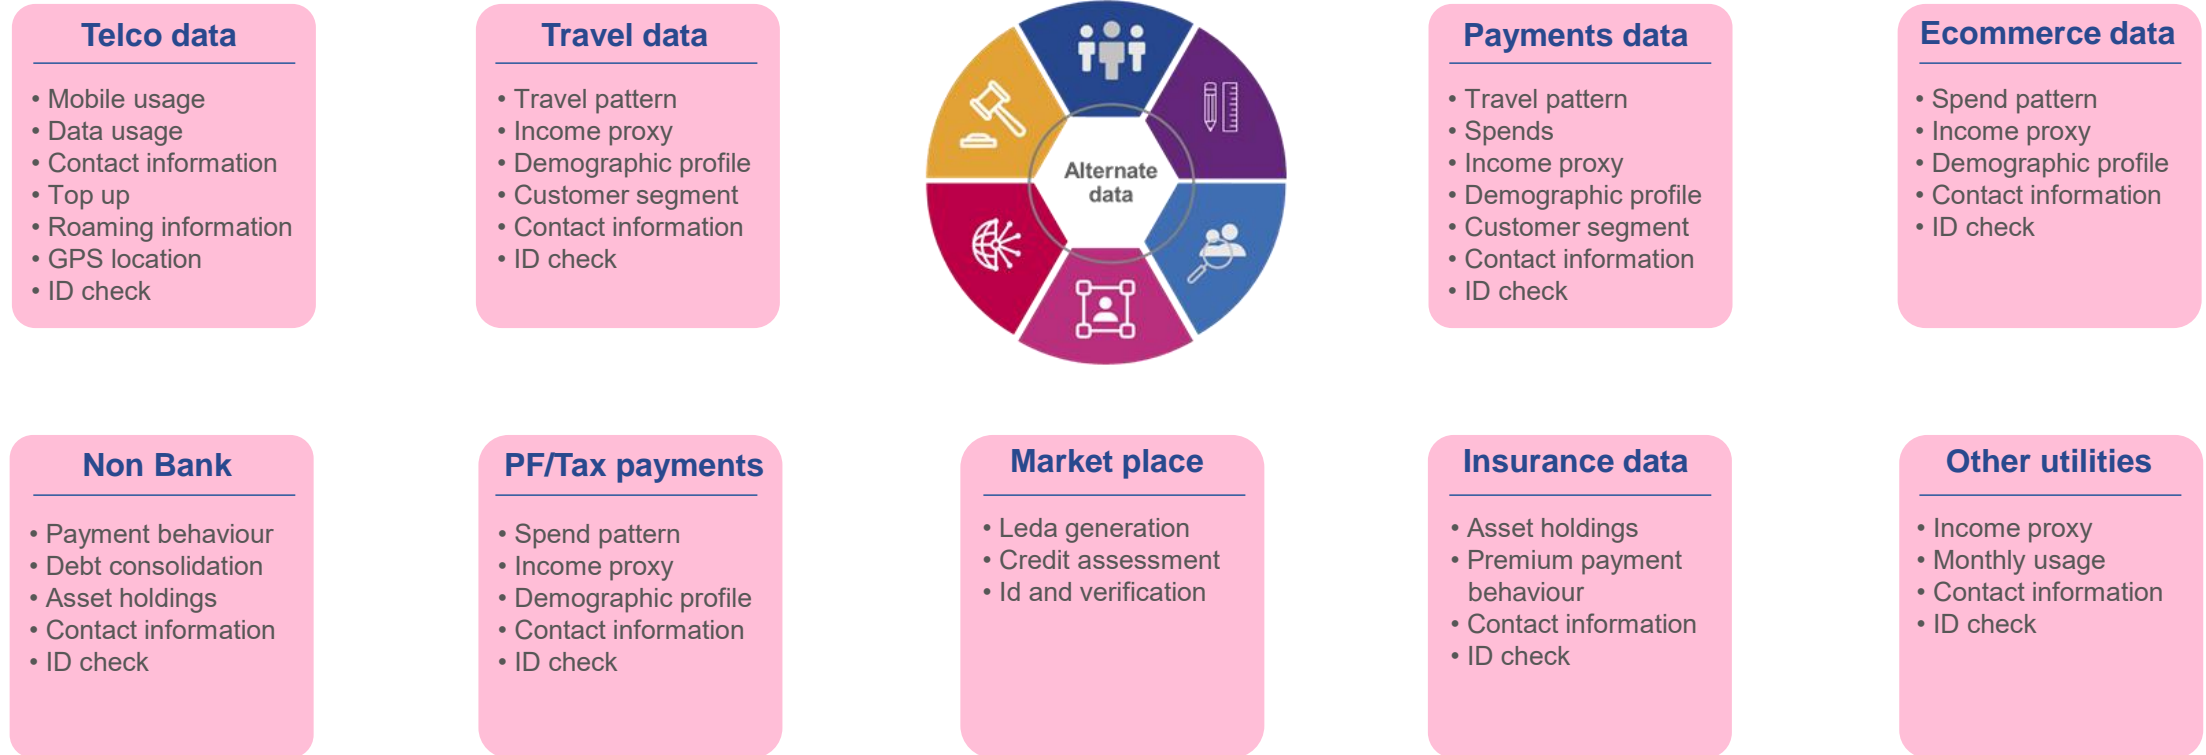 Telco data
• Mobile usage
• Data usage
• Contact information
• Top up
• Roaming information
• GPS location
• ID check
Travel data
• Travel pattern
• Income proxy
• Demographic profile
• Customer segment
• Contact information
• ID check
Alternate
data
Payments data
• Travel pattern
• Spends
• Income proxy
• Demographic profile
• Customer segment
• Contact information
• ID check
Ecommerce data
• Spend pattern
• Income proxy
• Demographic profile
• Contact information
• ID check
Non Bank
• Payment behaviour
• Debt consolidation
• Asset holdings
• Contact information
• ID check
PF/Tax payments
• Spend pattern
• Income proxy
• Demographic profile
• Contact information
• ID check
Market place
• Leda generation
• Credit assessment
• Id and verification
Insurance data
• Asset holdings
• Premium payment
behaviour
• Contact information
• ID check
Other utilities
• Income proxy
• Monthly usage
• Contact information
• ID check